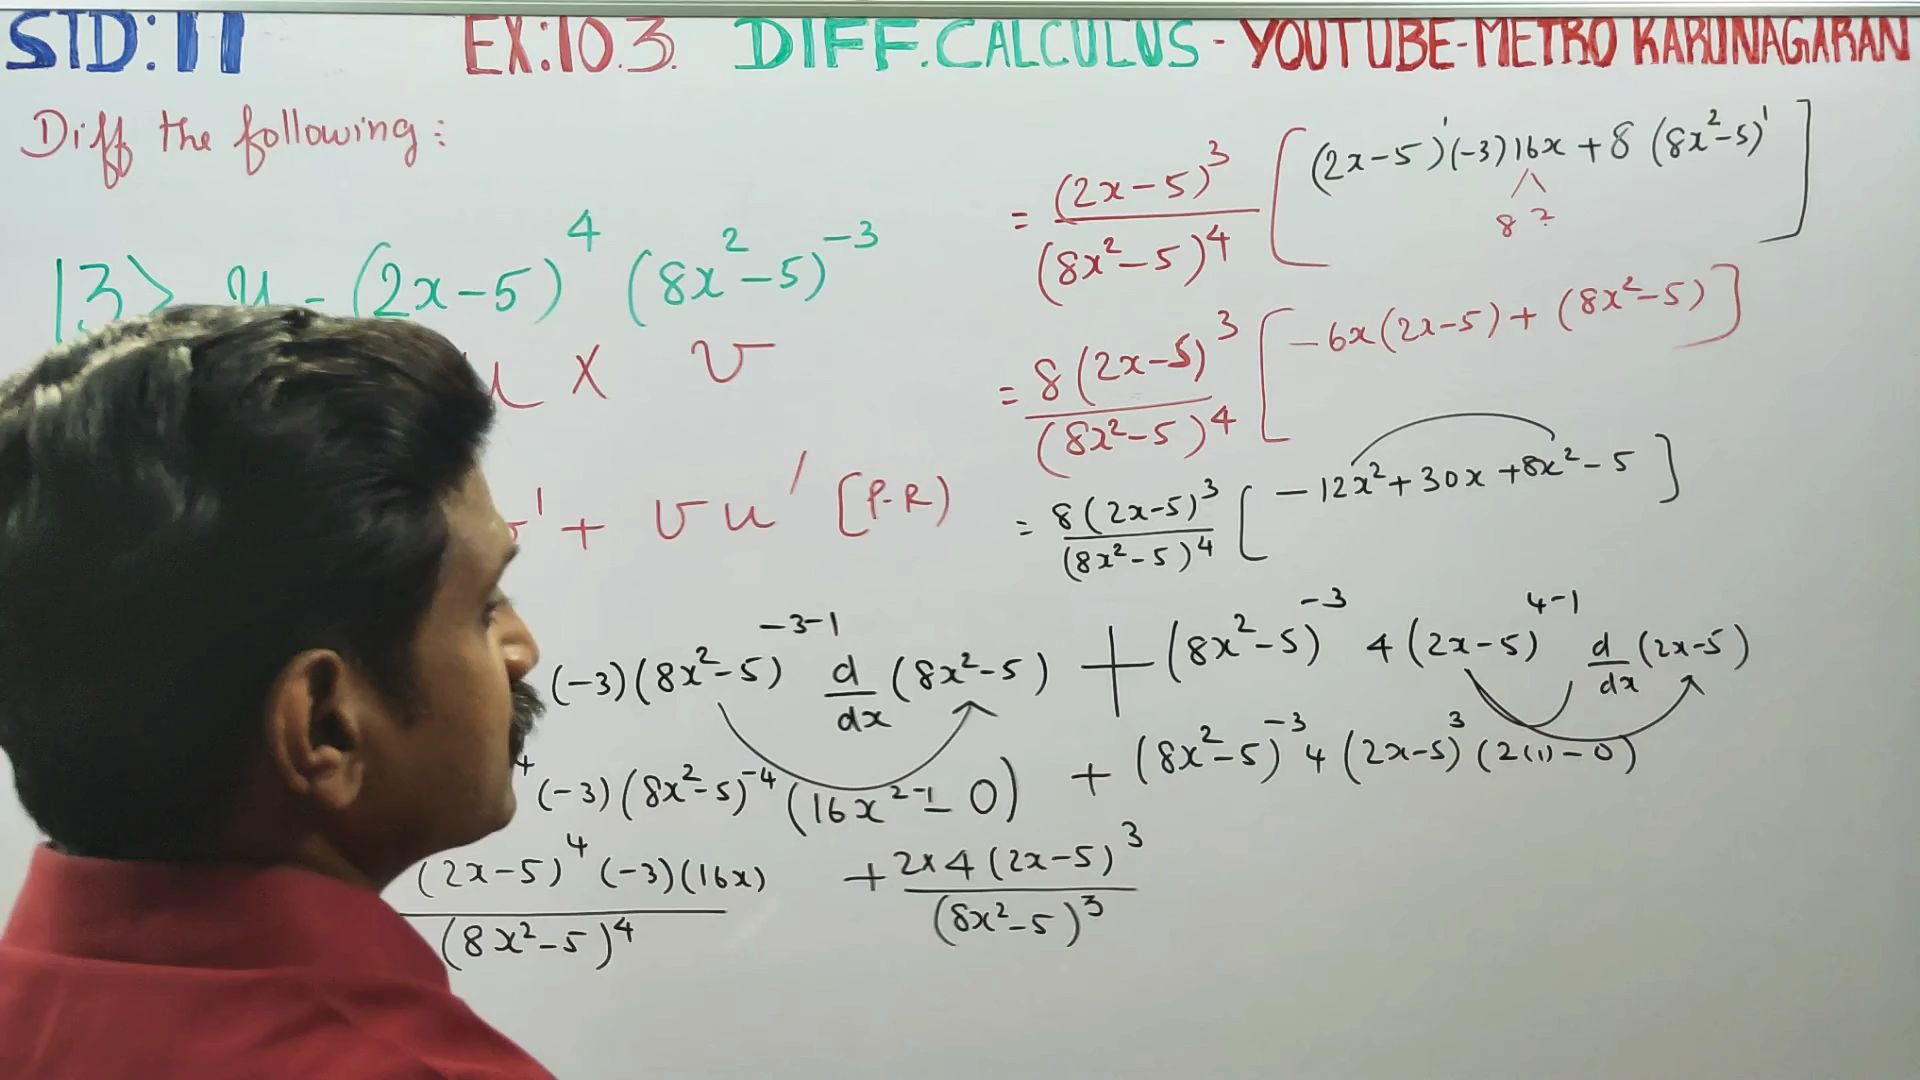 STD:11 EX:10.3. DIFF.CALCULUS - YOUTUBE-METRO KARUNAGARAN
Diff the following:
13> y = (2x-5)^4 (8x^2-5)^-3
u × v
v' + vu' [P.R)
(-3)(8x^2-5)^-3-1 d/dx (8x^2-5) + (8x^2-5)^-3 4(2x-5)^4-1 d/dx (2x-5)
(-3)(8x^2-5)^-4 (16x^2-1 - 0) + (8x^2-5)^-3 4(2x-5)^3 (2(1)-0)
(2x-5)^4 (-3)(16x) / (8x^2-5)^4 + 2×4(2x-5)^3 / (8x^2-5)^3
= (2x-5)^3 / (8x^2-5)^4 [(2x-5)^1 (-3)16x + 8 (8x^2-5)^1]
8 2
= 8(2x-5)^3 / (8x^2-5)^4 [-6x(2x-5) + (8x^2-5)]
= 8(2x-5)^3 / (8x^2-5)^4 [-12x^2+30x+8x^2-5]